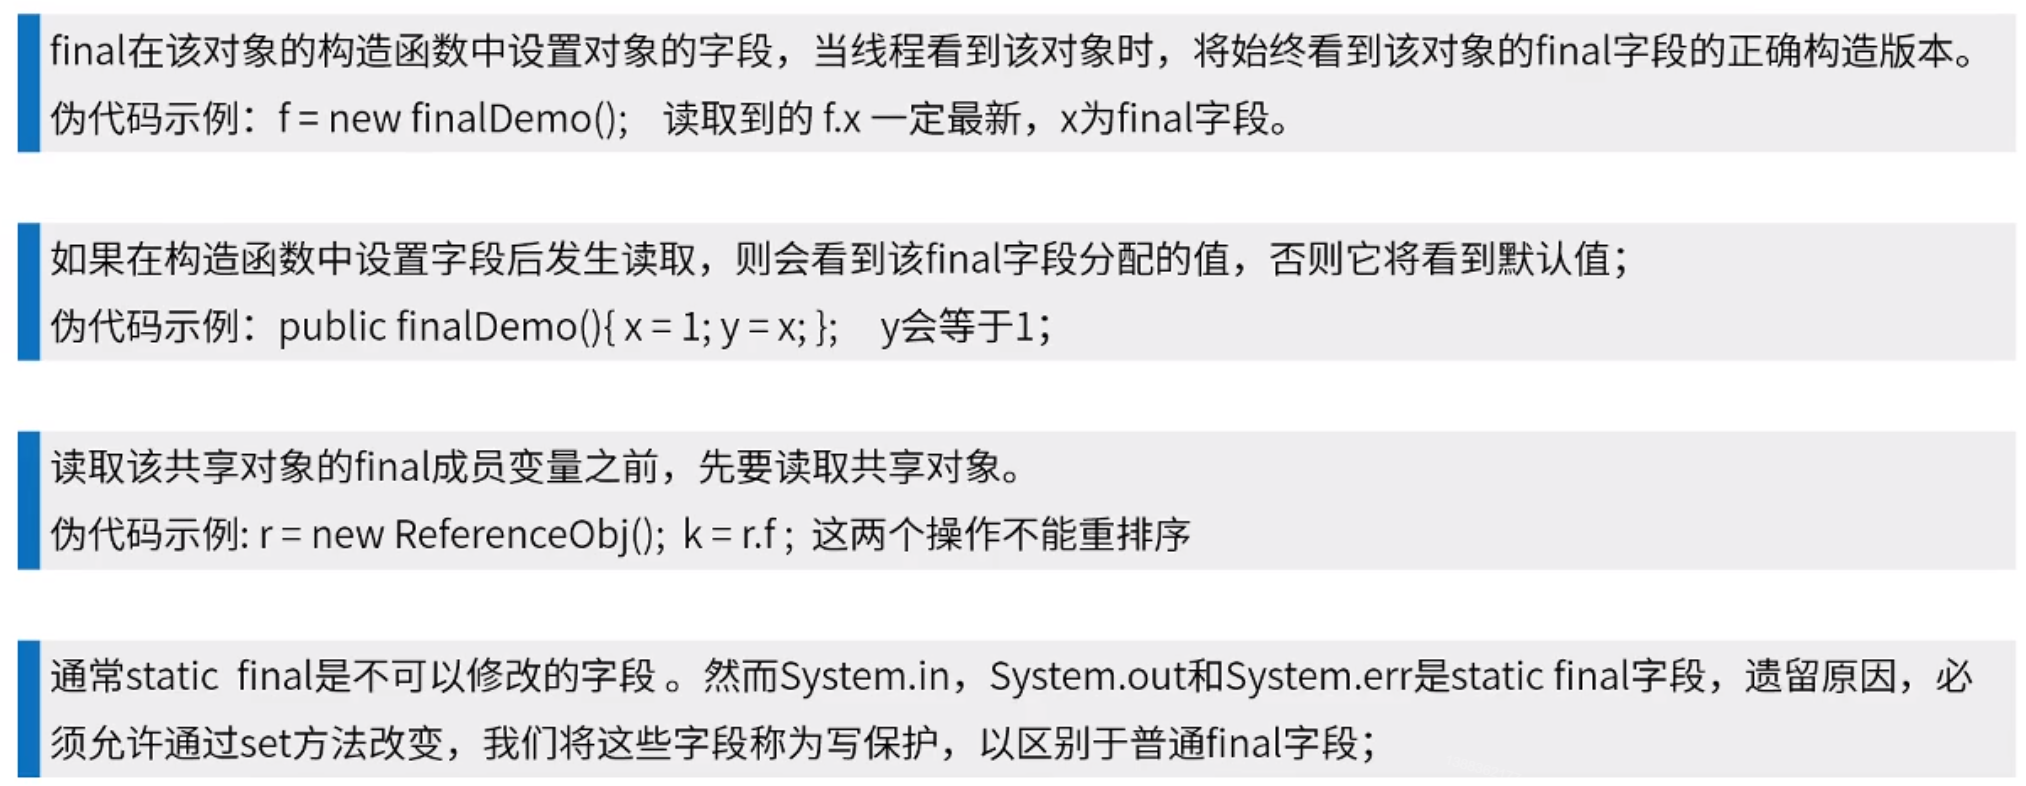 final在该对象的构造函数中设置对象的字段，当线程看到该对象时，将始终看到该对象的final字段的正确构造版本。
伪代码示例：f = new finalDemo();    读取到的 f.x 一定最新，x为final字段。
如果在构造函数中设置字段后发生读取，则会看到该final字段分配的值，否则它将看到默认值；
伪代码示例：public finalDemo(){ x = 1; y = x; };    y会等于1；
读取该共享对象的final成员变量之前，先要读取共享对象。
伪代码示例: r = new ReferenceObj();  k = r.f ;  这两个操作不能重排序
通常static  final是不可以修改的字段 。然而System.in，System.out和System.err是static final字段，遗留原因，必
须允许通过set方法改变，我们将这些字段称为写保护，以区别于普通final字段；